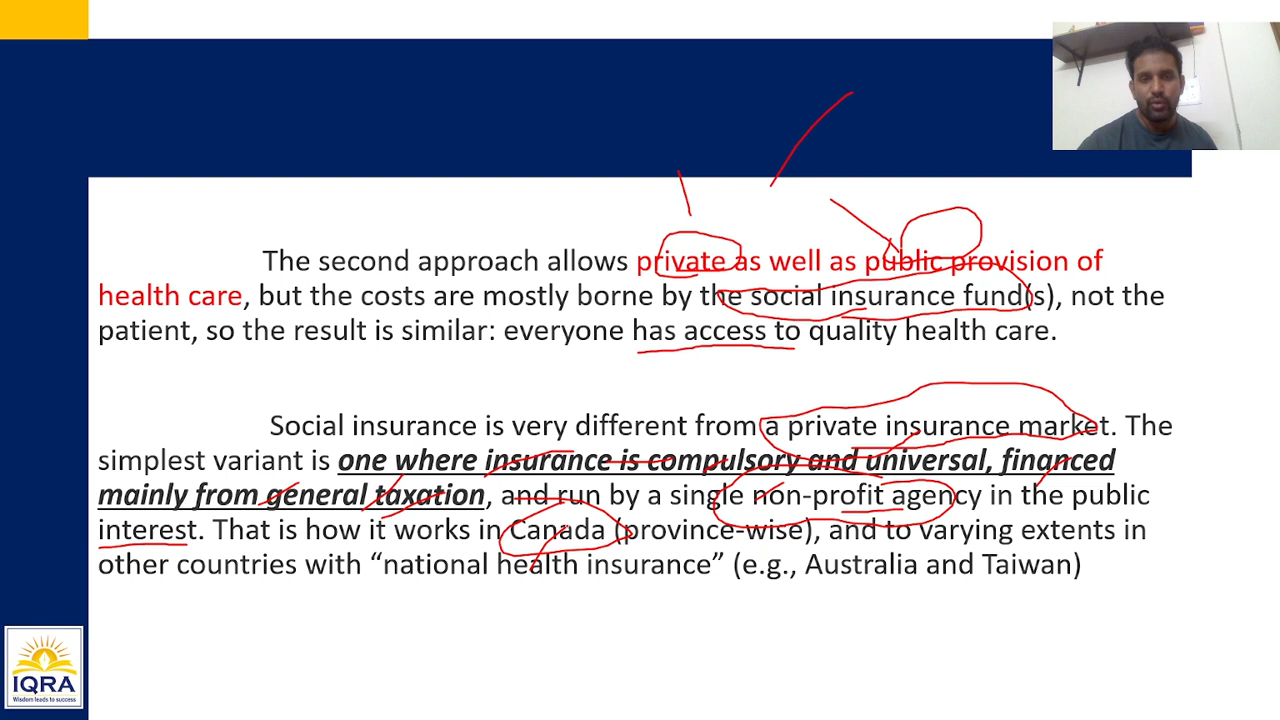 The second approach allows private as well as public provision of
health care, but the costs are mostly borne by the social insurance fund(s), not the
patient, so the result is similar: everyone has access to quality health care.
Social insurance is very different from a private insurance market. The
simplest variant is one where insurance is compulsory and universal, financed
mainly from general taxation, and run by a single non-profit agency in the public
interest. That is how it works in Canada (province-wise), and to varying extents in
other countries with “national health insurance” (e.g., Australia and Taiwan)
IQRA
Wisdom leads to success